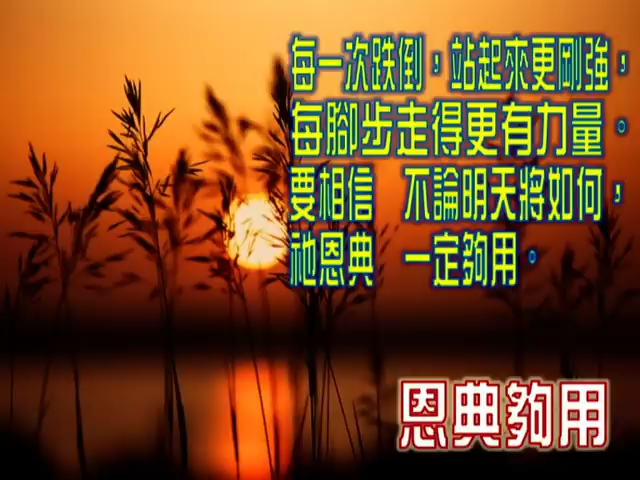 每一次跌倒，站起來更剛強，
每腳步走得更有力量。
要相信　不論明天將如何，
祂恩典　一定夠用。
恩典夠用